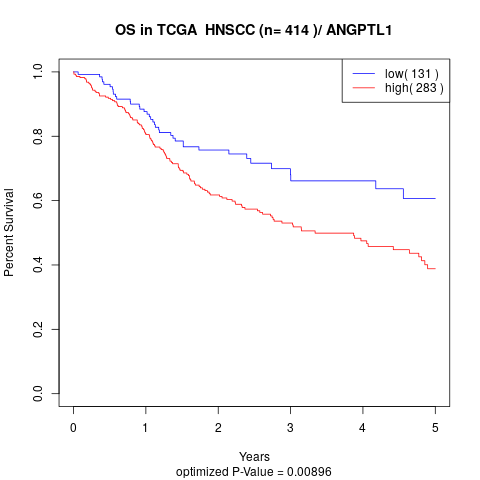 OS in TCGA  HNSCC (n= 414 )/ ANGPTL1
low( 131 )
high( 283 )
Percent Survival
1.0
0.8
0.6
0.4
0.2
0.0
0 1 2 3 4 5
Years
optimized P-Value = 0.00896